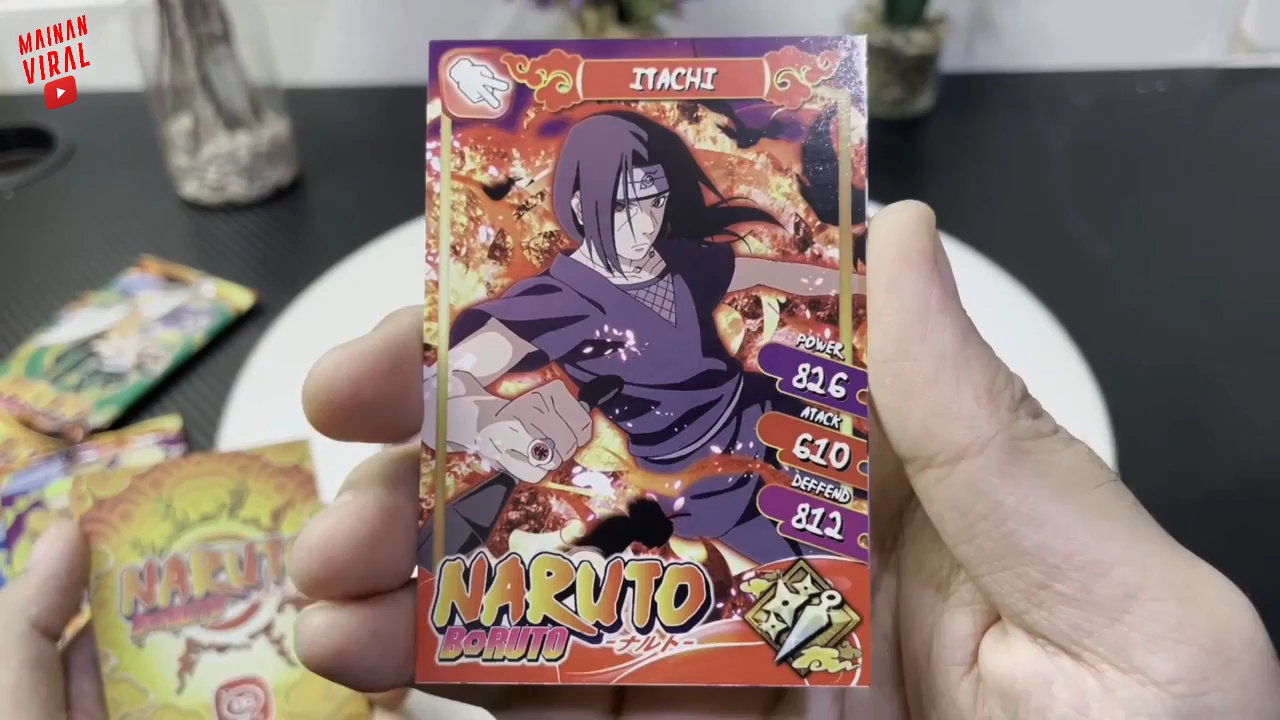 MAINAN
VIRAL
ITACHI
POWER
826
ATACK
610
DEFFEND
812
NARUTO
BORUTO
-ナルト-
NARUTO